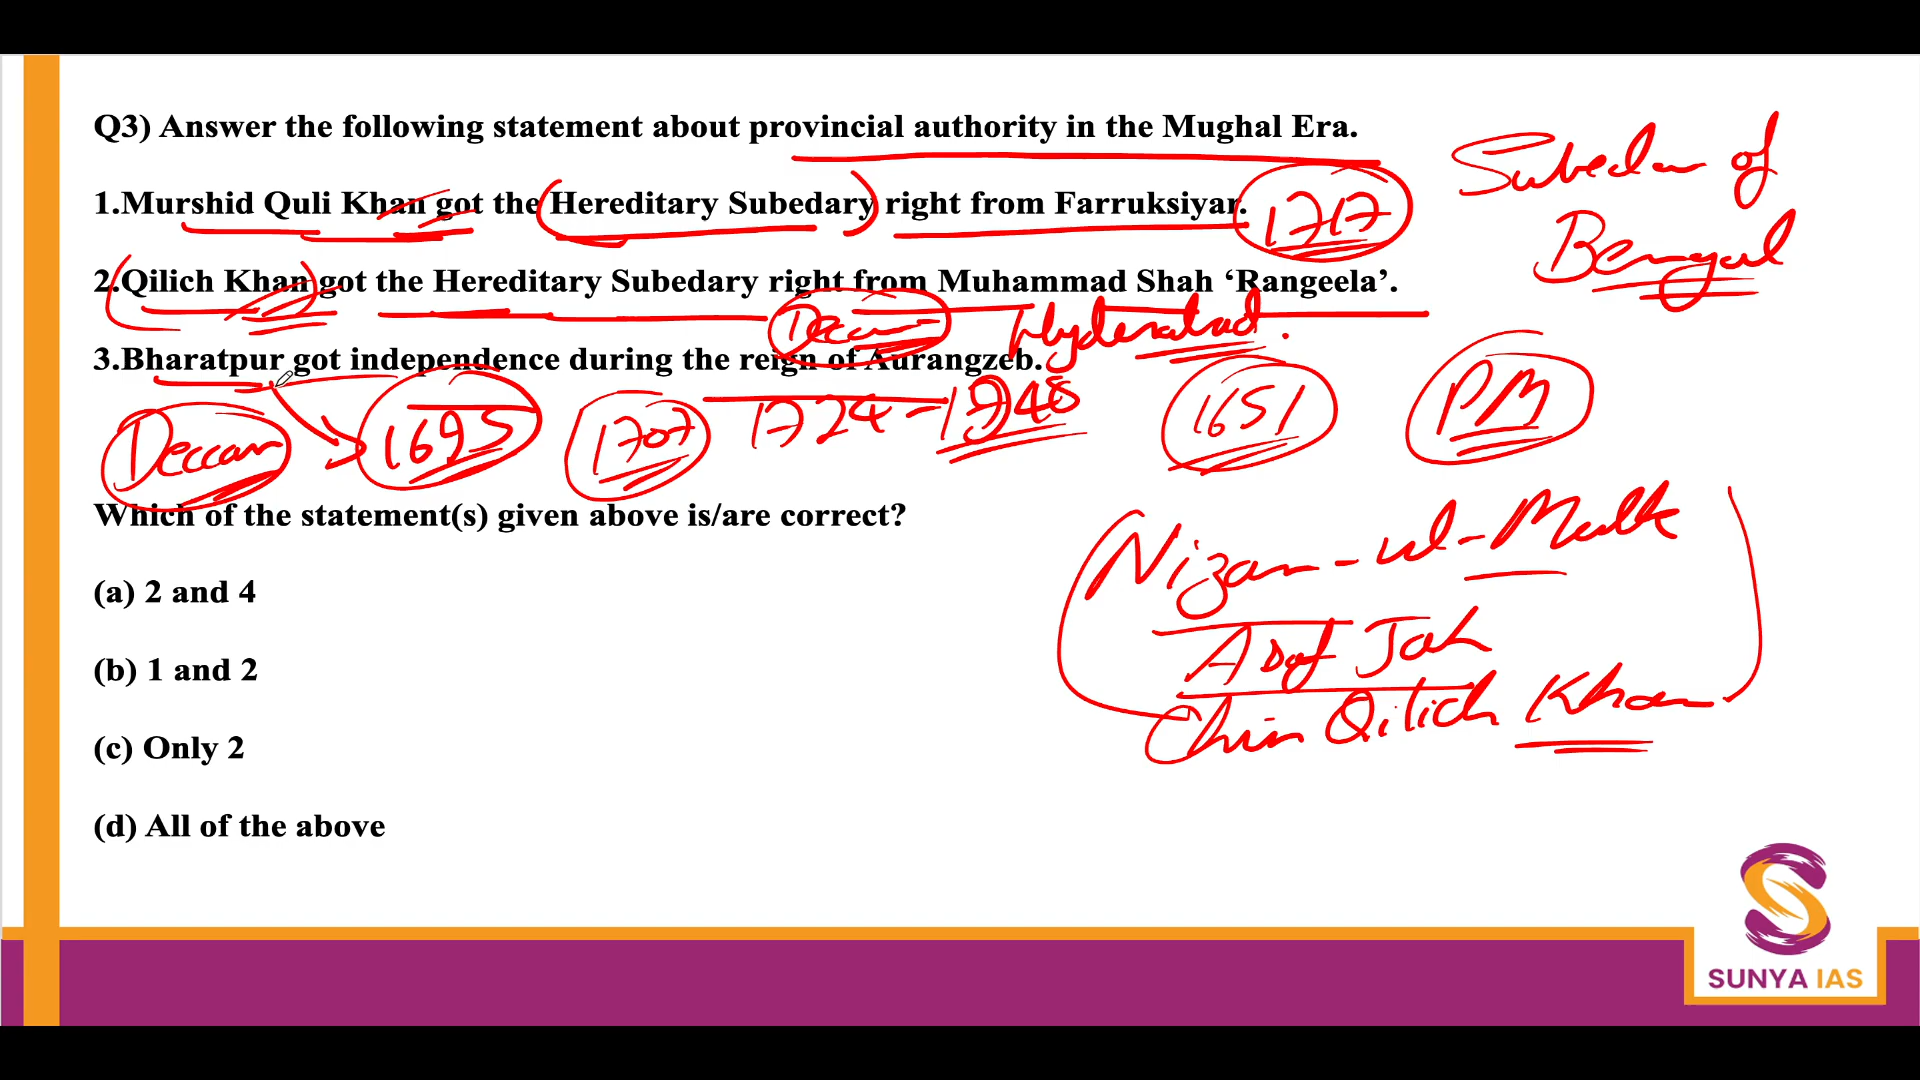 Q3) Answer the following statement about provincial authority in the Mughal Era.
Subedar of
Bengal
1.Murshid Quli Khan got the Hereditary Subedary right from Farruksiyar. 1717
2.Qilich Khan got the Hereditary Subedary right from Muhammad Shah ‘Rangeela’.
Deccan Hyderabad.
3.Bharatpur got independence during the reign of Aurangzeb.
Deccan 1695 1707 1724-1948 1651 PM
Which of the statement(s) given above is/are correct?
Nizam-ul-Mulk
Asaf Jah
Chin Qilich Khan
(a) 2 and 4
(b) 1 and 2
(c) Only 2
(d) All of the above
SUNYA IAS